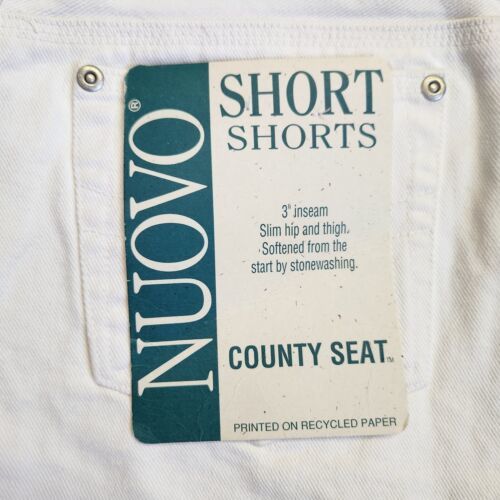 NUOVO®
SHORT
SHORTS
3" inseam
Slim hip and thigh.
Softened from the
start by stonewashing.
COUNTY SEAT™
PRINTED ON RECYCLED PAPER